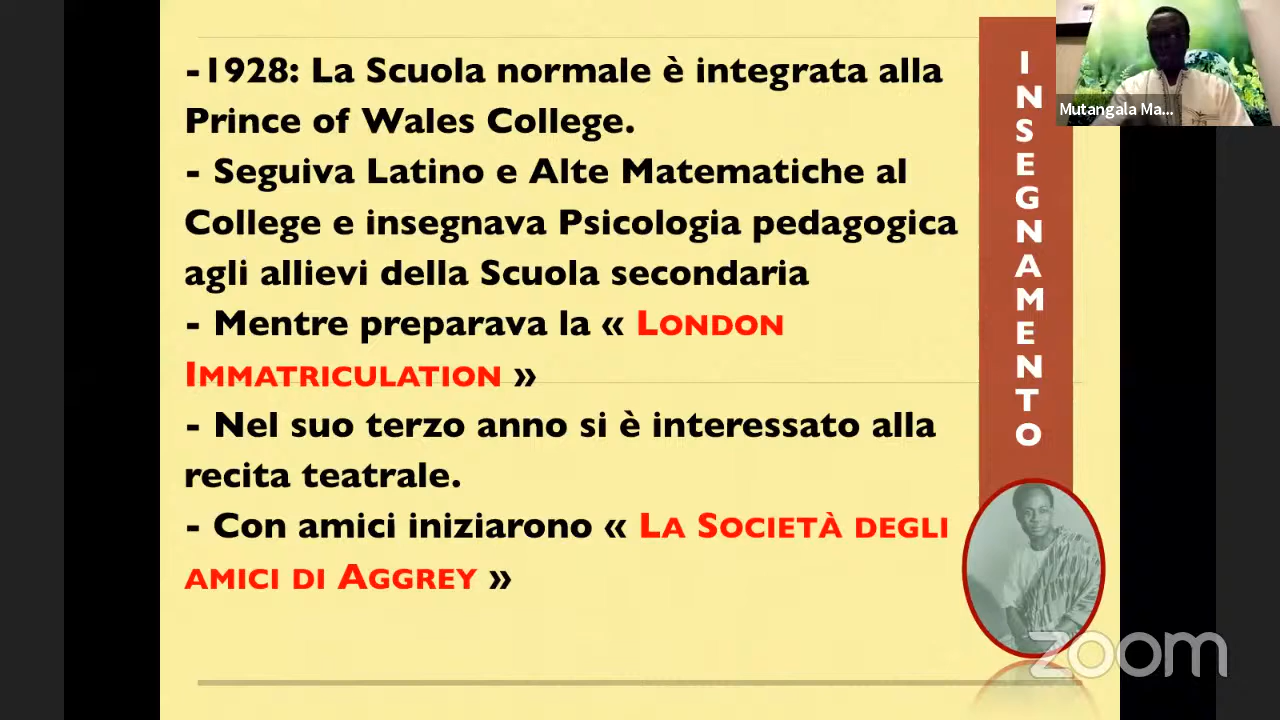 -1928: La Scuola normale è integrata alla
Prince of Wales College.
- Seguiva Latino e Alte Matematiche al
College e insegnava Psicologia pedagogica
agli allievi della Scuola secondaria
- Mentre preparava la « LONDON
IMMATRICULATION »
- Nel suo terzo anno si è interessato alla
recita teatrale.
- Con amici iniziarono « LA SOCIETÀ DEGLI
AMICI DI AGGREY »
INSEGNAMENTO
Mutangala Ma...
zoom